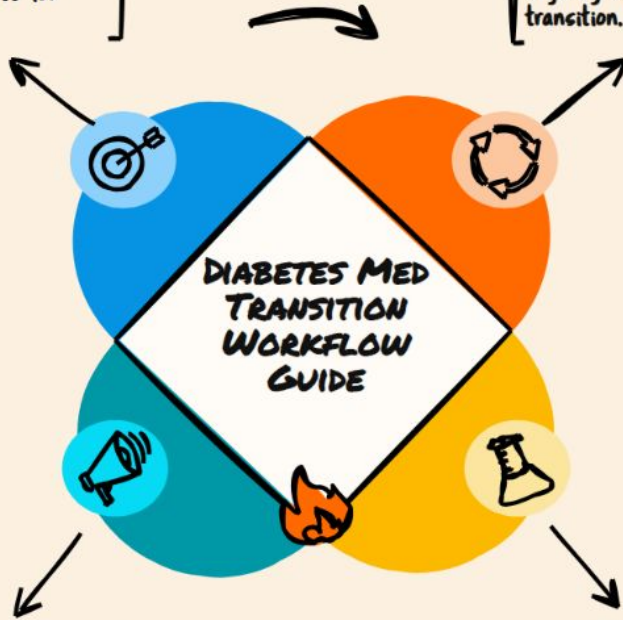 transition.
DIABETES MED
TRANSITION
WORKFLOW
GUIDE